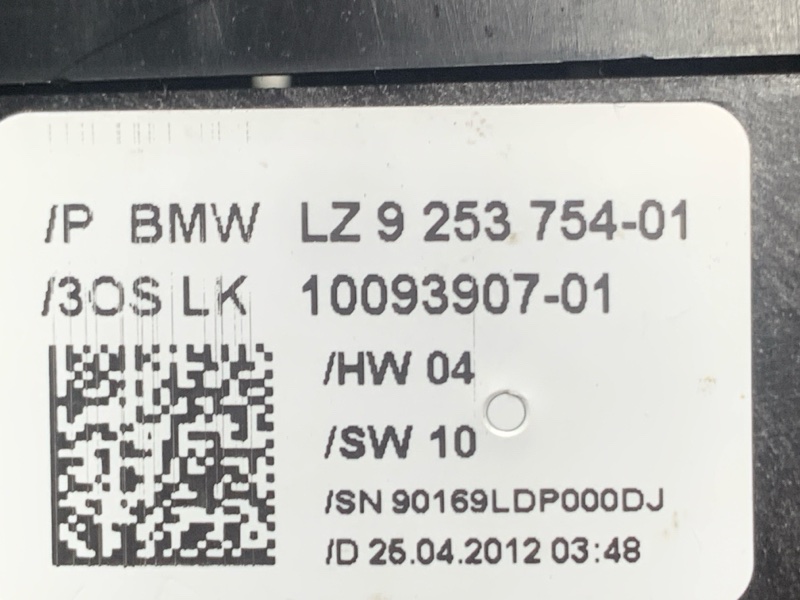 /P BMW LZ 9 253 754-01
/3OS LK 10093907-01
/HW 04
/SW 10
/SN 90169LDP000DJ
/D 25.04.2012 03:48